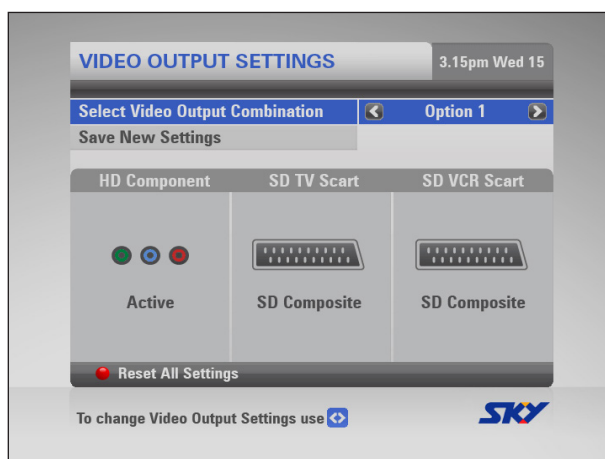 VIDEO OUTPUT SETTINGS 3.15pm Wed 15
Select Video Output Combination Option 1
Save New Settings
HD Component SD TV Scart SD VCR Scart
Active SD Composite SD Composite
Reset All Settings
To change Video Output Settings use
SKY